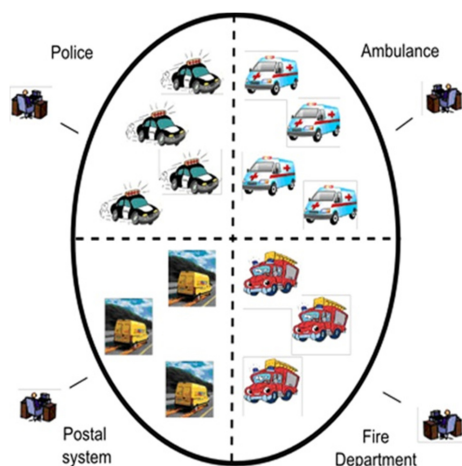 Police
Ambulance
Postal
system
Fire
Department